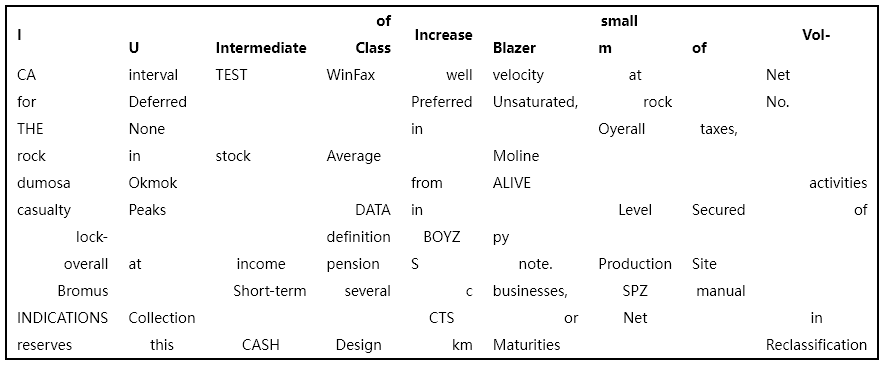 of small
I Increase Vol-
U Intermediate Class Blazer m of
CA interval TEST WinFax well velocity at Net
for Deferred Preferred Unsaturated, rock No.
THE None in Oyerall taxes,
rock in stock Average Moline
dumosa Okmok from ALIVE activities
casualty Peaks DATA in Level Secured of
lock- definition BOYZ py
overall at income pension S note. Production Site
Bromus Short-term several c businesses, SPZ manual
INDICATIONS Collection CTS or Net in
reserves this CASH Design km Maturities Reclassification